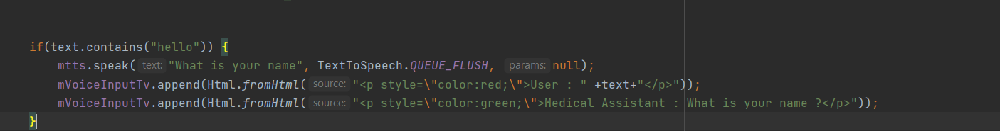 if(text.contains("hello")) {
mtts.speak( text: "What is your name", TextToSpeech.QUEUE_FLUSH, params: null);
mVoiceInputTv.append(Html.fromHtml( source: "<p style=\"color:red;\">User : " +text+"</p>"));
mVoiceInputTv.append(Html.fromHtml( source: "<p style=\"color:green;\">Medical Assistant : What is your name ?</p>"));
}